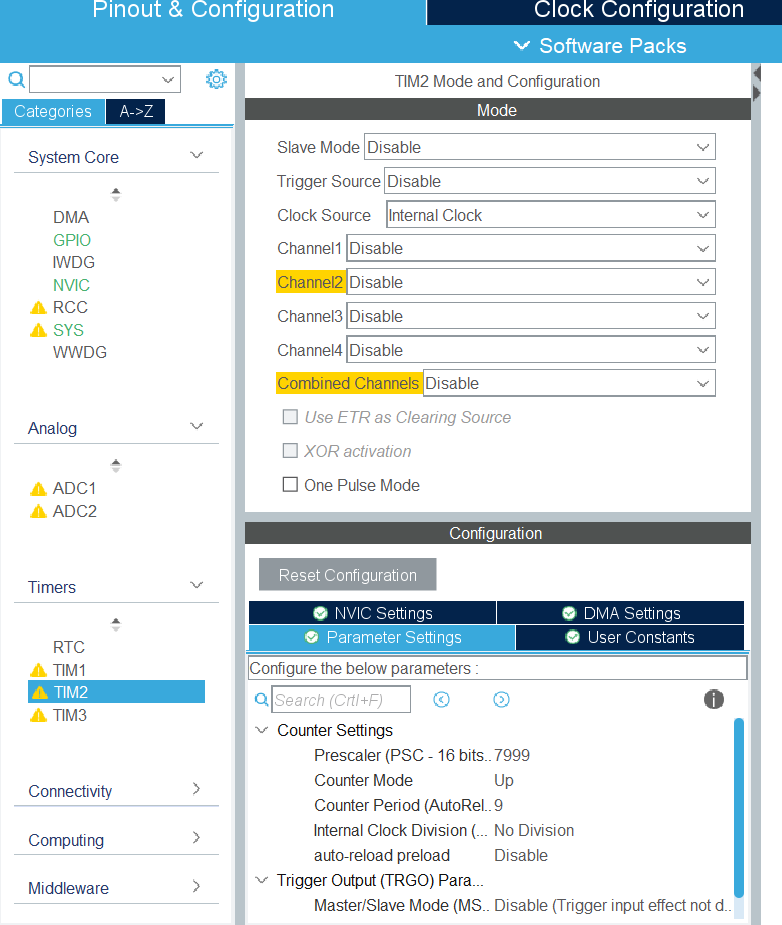 Pinout & Configuration
Clock Configuration
Software Packs
Categories
A->Z
System Core
DMA
GPIO
IWDG
NVIC
RCC
SYS
WWDG
Analog
ADC1
ADC2
Timers
RTC
TIM1
TIM2
TIM3
Connectivity
Computing
Middleware
TIM2 Mode and Configuration
Mode
Slave Mode Disable
Trigger Source Disable
Clock Source Internal Clock
Channel1 Disable
Channel2 Disable
Channel3 Disable
Channel4 Disable
Combined Channels Disable
Use ETR as Clearing Source
XOR activation
One Pulse Mode
Configuration
Reset Configuration
NVIC Settings
DMA Settings
Parameter Settings
User Constants
Configure the below parameters :
Search (Crtl+F)
Counter Settings
Prescaler (PSC - 16 bits.. 7999
Counter Mode Up
Counter Period (AutoRel.. 9
Internal Clock Division (... No Division
auto-reload preload Disable
Trigger Output (TRGO) Para...
Master/Slave Mode (MS.. Disable (Trigger input effect not d..